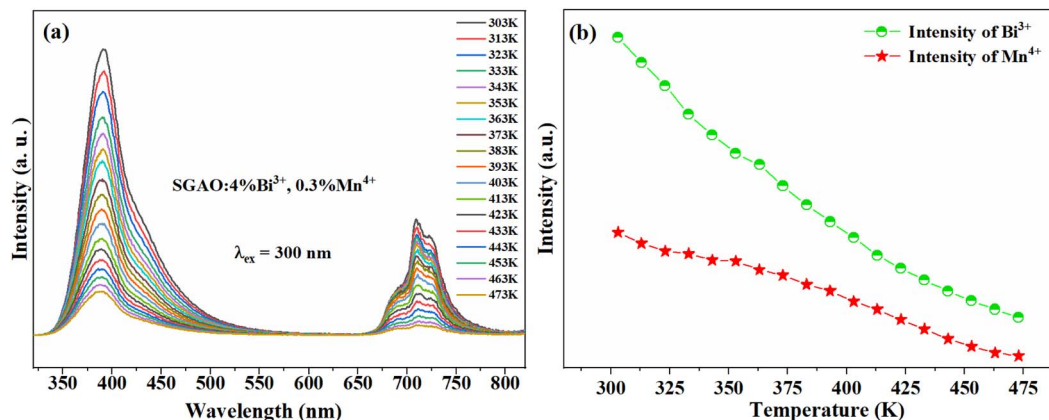 (a)
303K
313K
323K
333K
343K
353K
363K
373K
383K
393K
403K
413K
423K
433K
443K
453K
463K
473K
SGAO:4%Bi³⁺, 0.3%Mn⁴⁺
λex = 300 nm
Intensity (a. u.)
350 400 450 500 550 600 650 700 750 800
Wavelength (nm)
(b)
Intensity of Bi³⁺
Intensity of Mn⁴⁺
Intensity (a.u.)
300 325 350 375 400 425 450 475
Temperature (K)